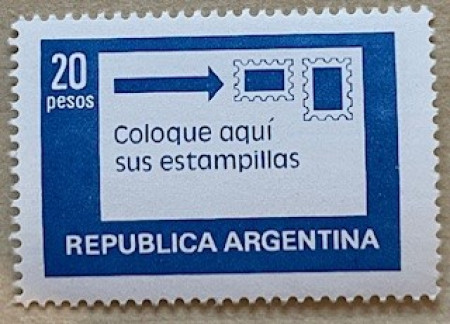 20
pesos
Coloque aquí
sus estampillas
REPUBLICA ARGENTINA